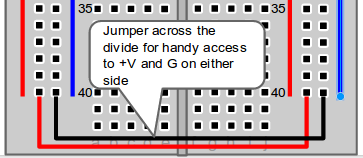 35
35
Jumper across the
divide for handy access
to +V and G on either
side
40
40